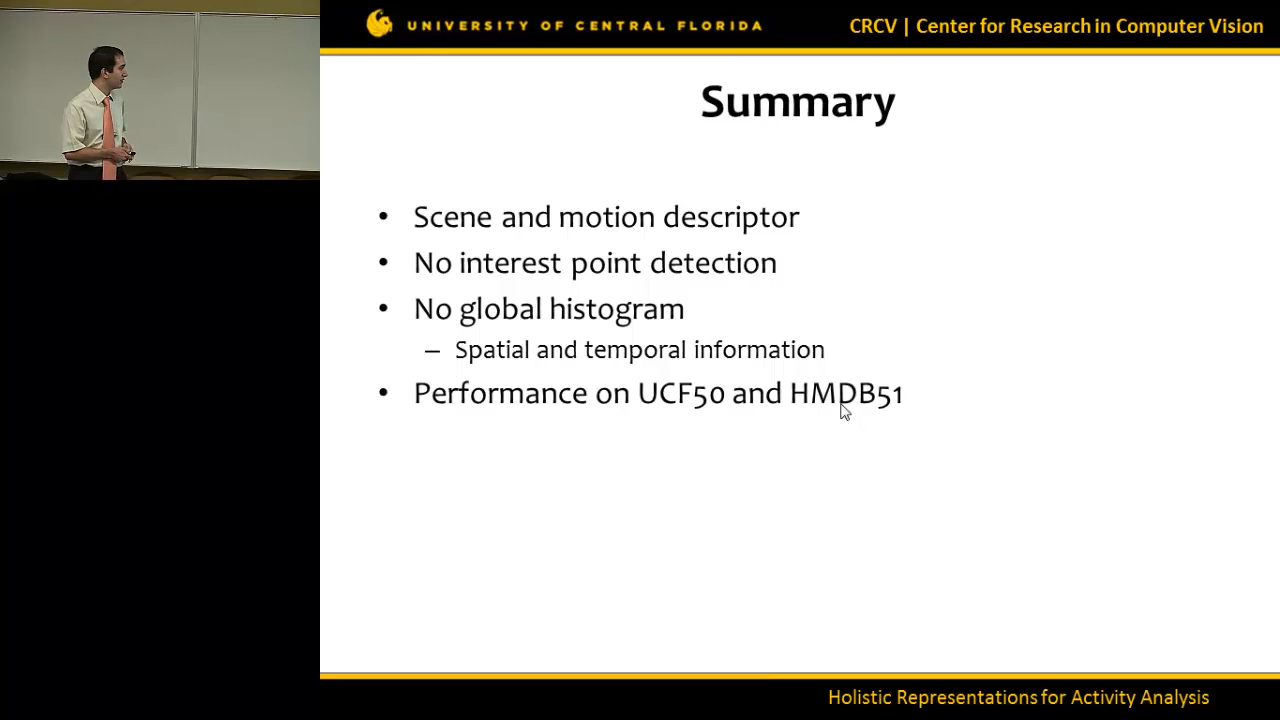 UNIVERSITY OF CENTRAL FLORIDA
CRCV | Center for Research in Computer Vision
Summary
• Scene and motion descriptor
• No interest point detection
• No global histogram
– Spatial and temporal information
• Performance on UCF50 and HMDB51
Holistic Representations for Activity Analysis